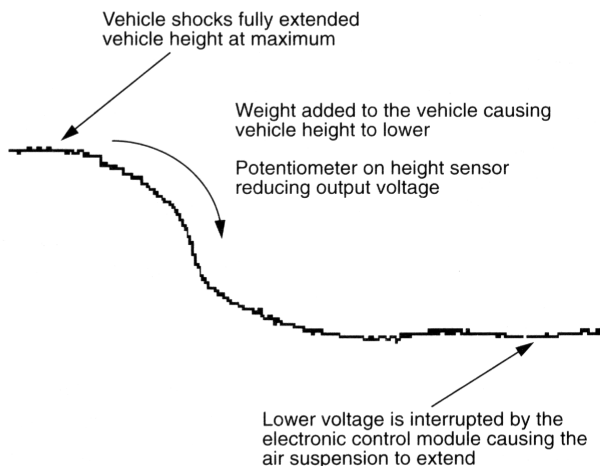 Vehicle shocks fully extended
vehicle height at maximum
Weight added to the vehicle causing
vehicle height to lower
Potentiometer on height sensor
reducing output voltage
Lower voltage is interrupted by the
electronic control module causing the
air suspension to extend